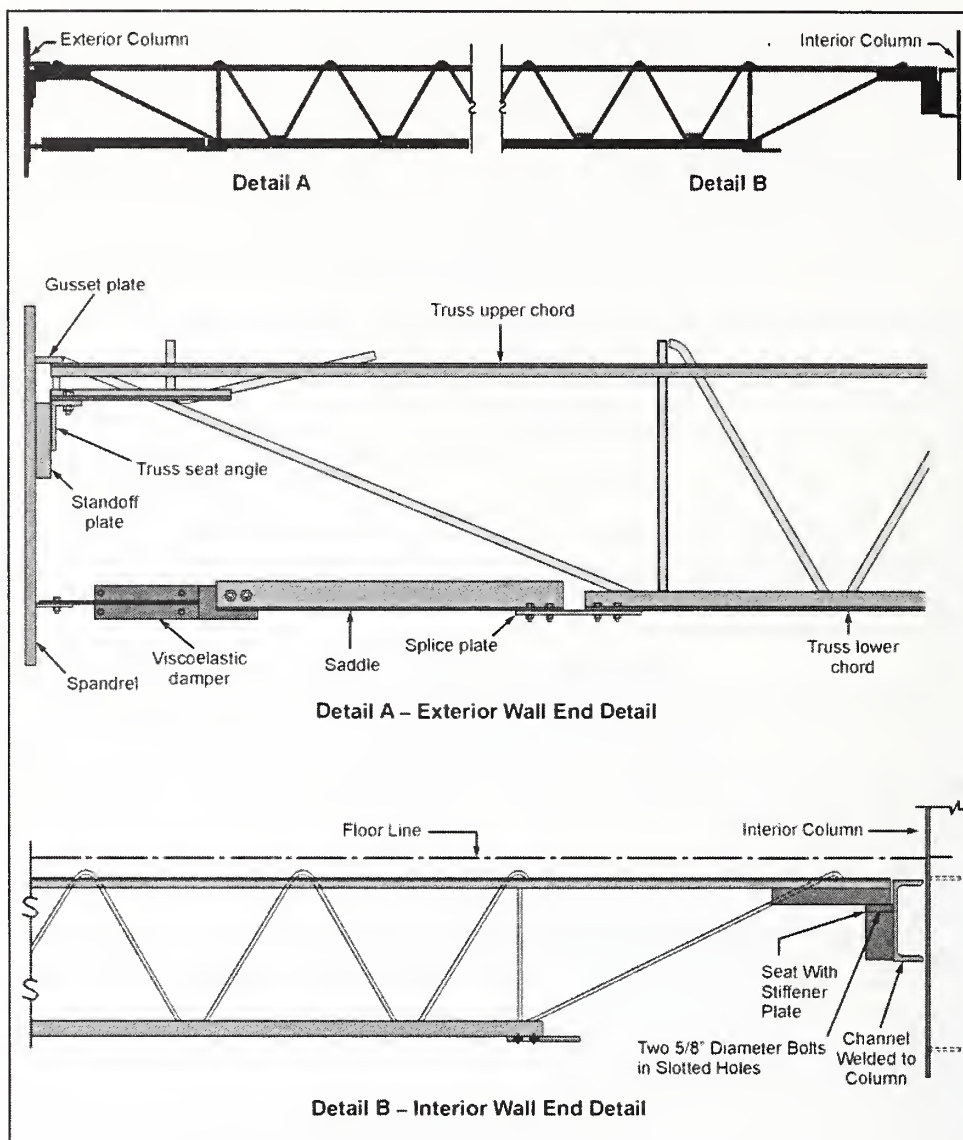 Exterior Column
Interior Column
Detail A
Detail B
Gusset plate
Truss upper chord
Truss seat angle
Standoff
plate
Viscoelastic
damper
Saddle
Splice plate
Truss lower
chord
Spandrel
Detail A – Exterior Wall End Detail
Floor Line
Interior Column
Seat With
Stiffener
Plate
Two 5/8" Diameter Bolts
in Slotted Holes
Channel
Welded to
Column
Detail B – Interior Wall End Detail